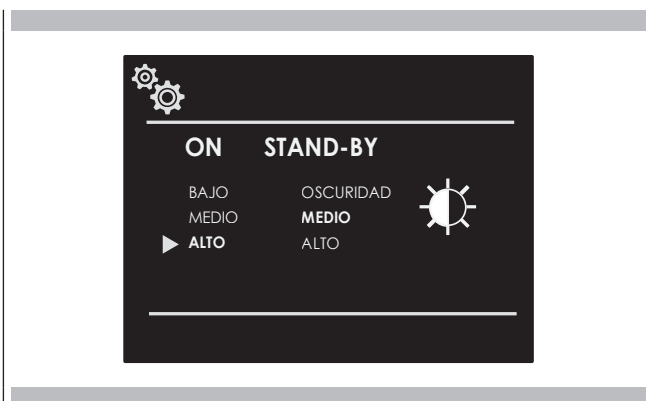 ON STAND-BY
BAJO OSCURIDAD
MEDIO MEDIO
ALTO ALTO